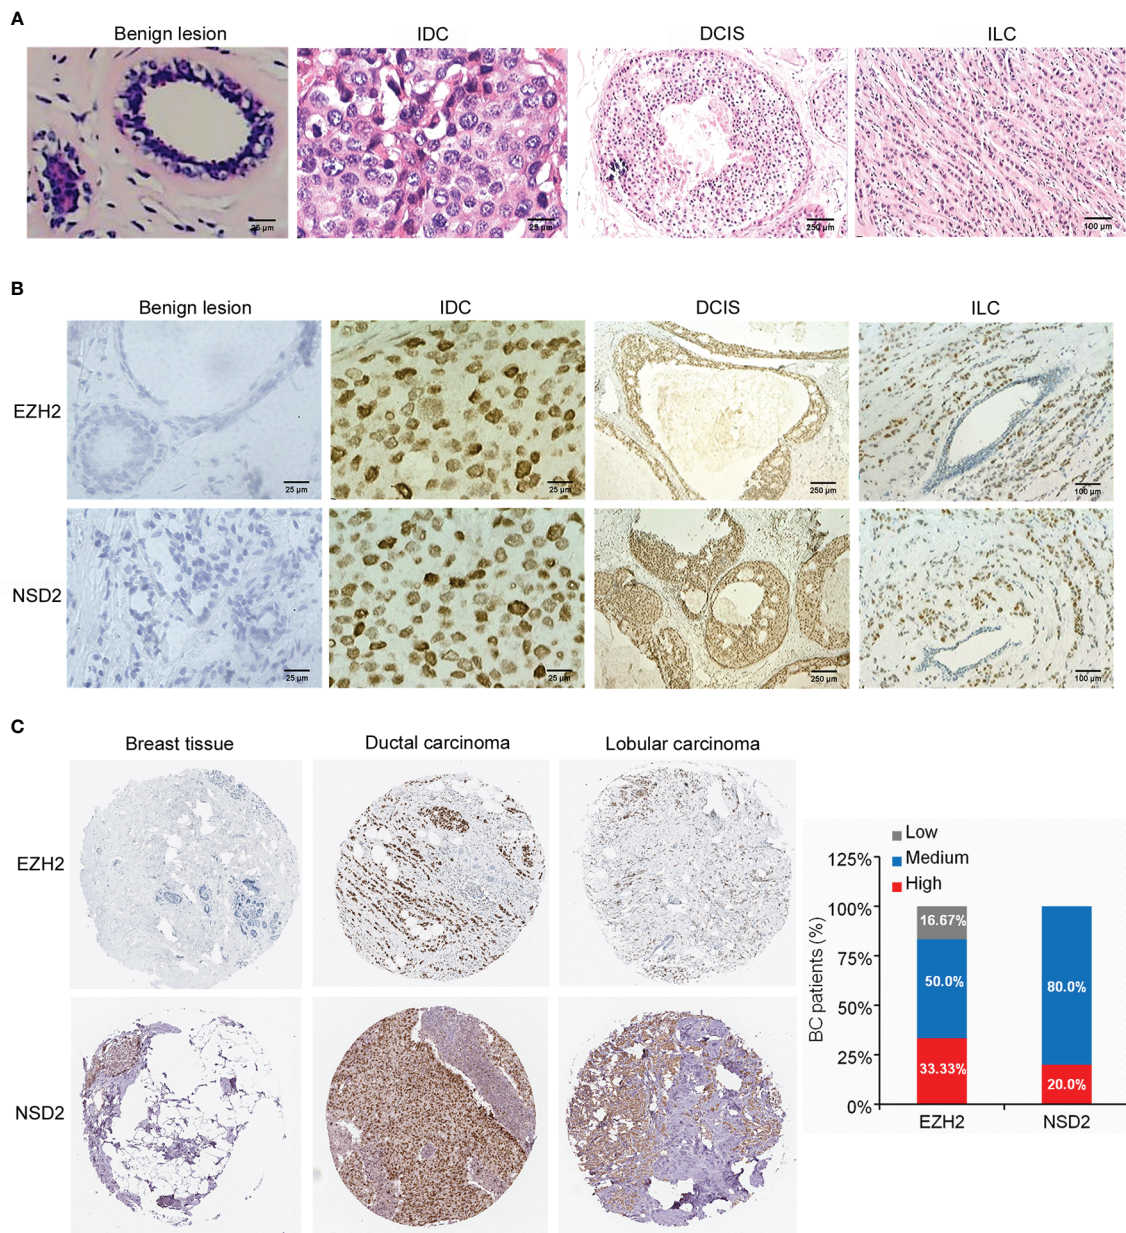 A
Benign lesion IDC DCIS ILC
25 µm 25 µm 250 µm 100 µm
B
Benign lesion IDC DCIS ILC
EZH2
25 µm 25 µm 250 µm 100 µm
NSD2
25 µm 25 µm 250 µm 100 µm
C
Breast tissue Ductal carcinoma Lobular carcinoma
EZH2
NSD2
Low
Medium
High
BC patients (%)
125%
100%
75%
50%
25%
0%
16.67%
50.0%
33.33%
80.0%
20.0%
EZH2 NSD2